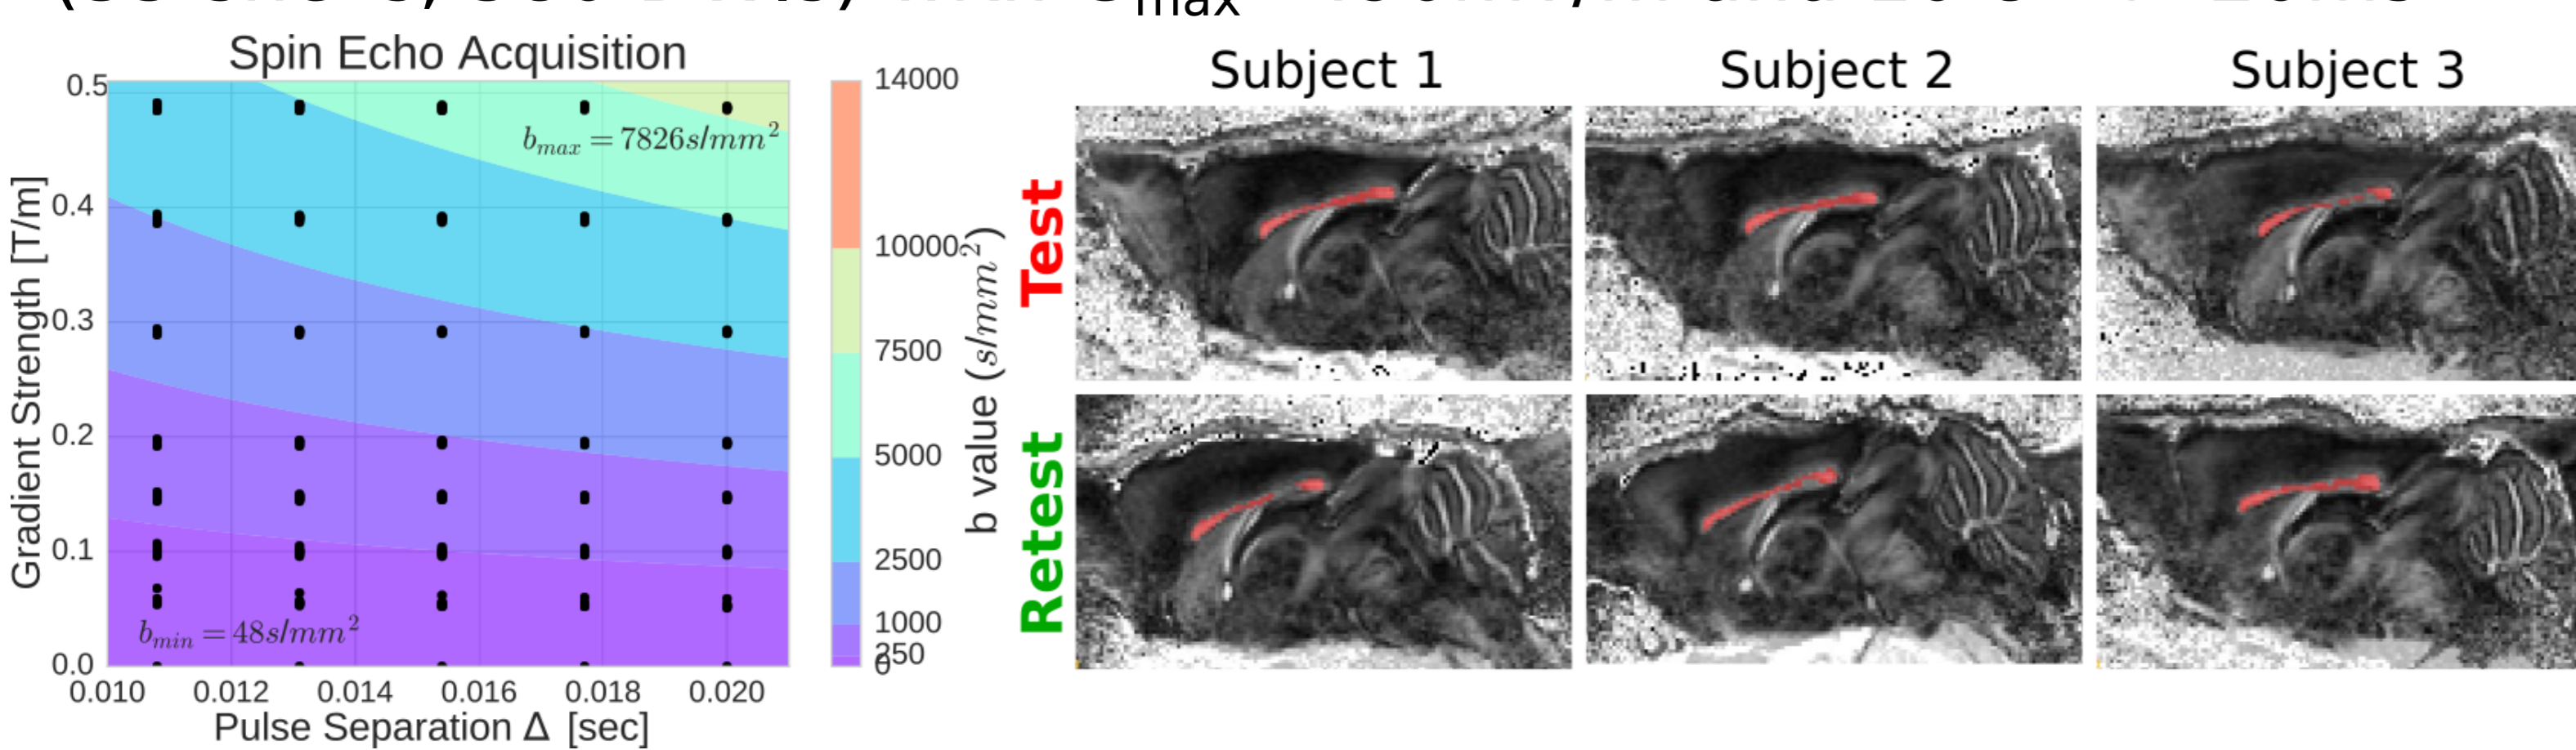 max
Spin Echo Acquisition
Gradient Strength [T/m]
0.5
0.4
0.3
0.2
0.1
0.0
b_max = 7826s/mm²
b_min = 48s/mm²
0.010 0.012 0.014 0.016 0.018 0.020
Pulse Separation Δ [sec]
14000
10000
7500
5000
2500
1000
250
0
b value (s/mm²)
Subject 1 Subject 2 Subject 3
Test
Retest